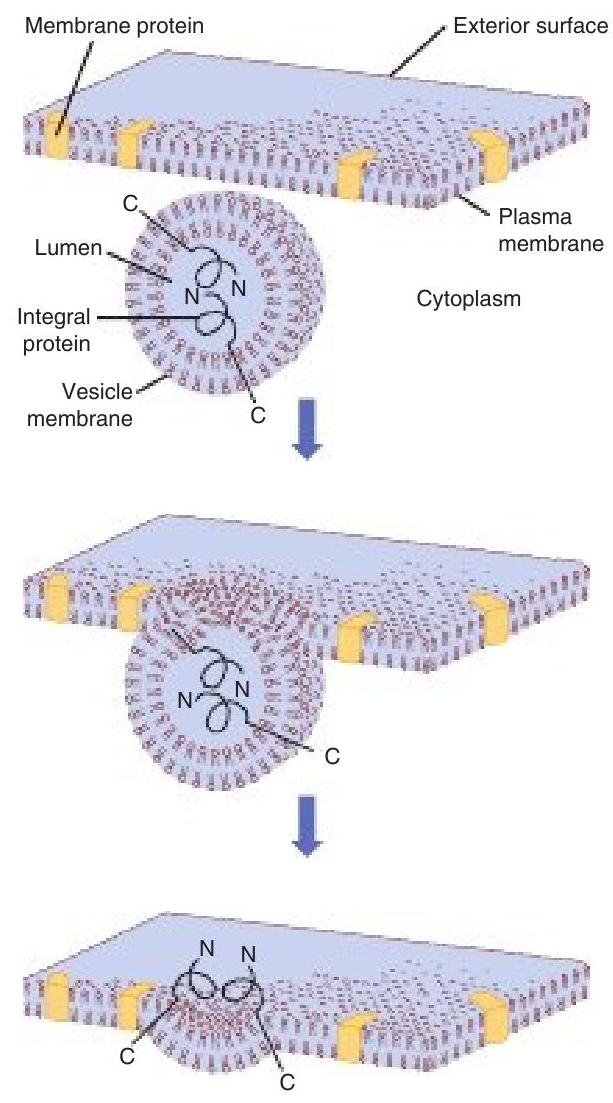 Membrane protein
Exterior surface
C
Lumen
Plasma
membrane
N
N
Cytoplasm
Integral
protein
Vesicle
membrane
C
N
N
C
N
N
C
C